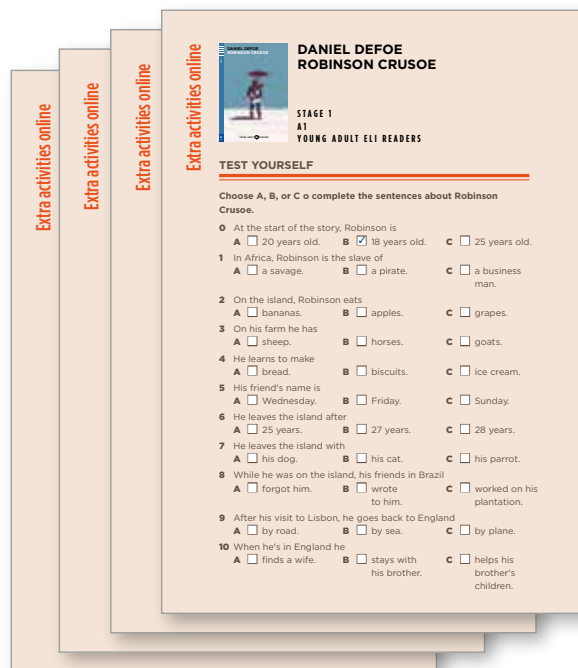 Extra activities online
Extra activities online
Extra activities online
Extra activities online
DANIEL DEFOE
ROBINSON CRUSOE
DANIEL DEFOE
ROBINSON CRUSOE
STAGE 1
A1
YOUNG ADULT ELI READERS
TEST YOURSELF
Choose A, B, or C o complete the sentences about Robinson
Crusoe.
0 At the start of the story, Robinson is
A 20 years old. B 18 years old. C 25 years old.
1 In Africa, Robinson is the slave of
A a savage. B a pirate. C a business
man.
2 On the island, Robinson eats
A bananas. B apples. C grapes.
3 On his farm he has
A sheep. B horses. C goats.
4 He learns to make
A bread. B biscuits. C ice cream.
5 His friend's name is
A Wednesday. B Friday. C Sunday.
6 He leaves the island after
A 25 years. B 27 years. C 28 years.
7 He leaves the island with
A his dog. B his cat. C his parrot.
8 While he was on the island, his friends in Brazil
A forgot him. B wrote C worked on his
to him. plantation.
9 After his visit to Lisbon, he goes back to England
A by road. B by sea. C by plane.
10 When he's in England he
A finds a wife. B stays with C helps his
his brother. brother's
children.